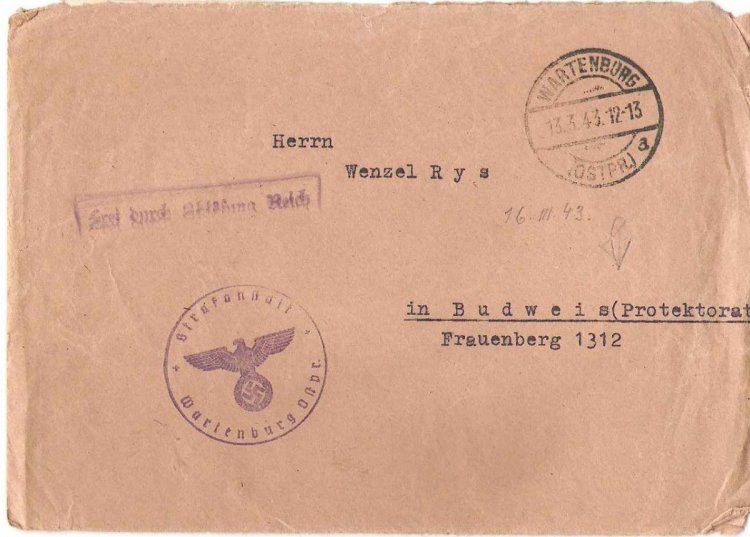 WARTENBURG
13.3.43.12-13
a
(OSTPR.)
Herrn
Wenzel R y s
Frei durch Ablösung Reich
16. III 43.
in B u d w e i s (Protektorat
Frauenberg 1312
Strafanstalt
* Wartenburg Ostpr. *